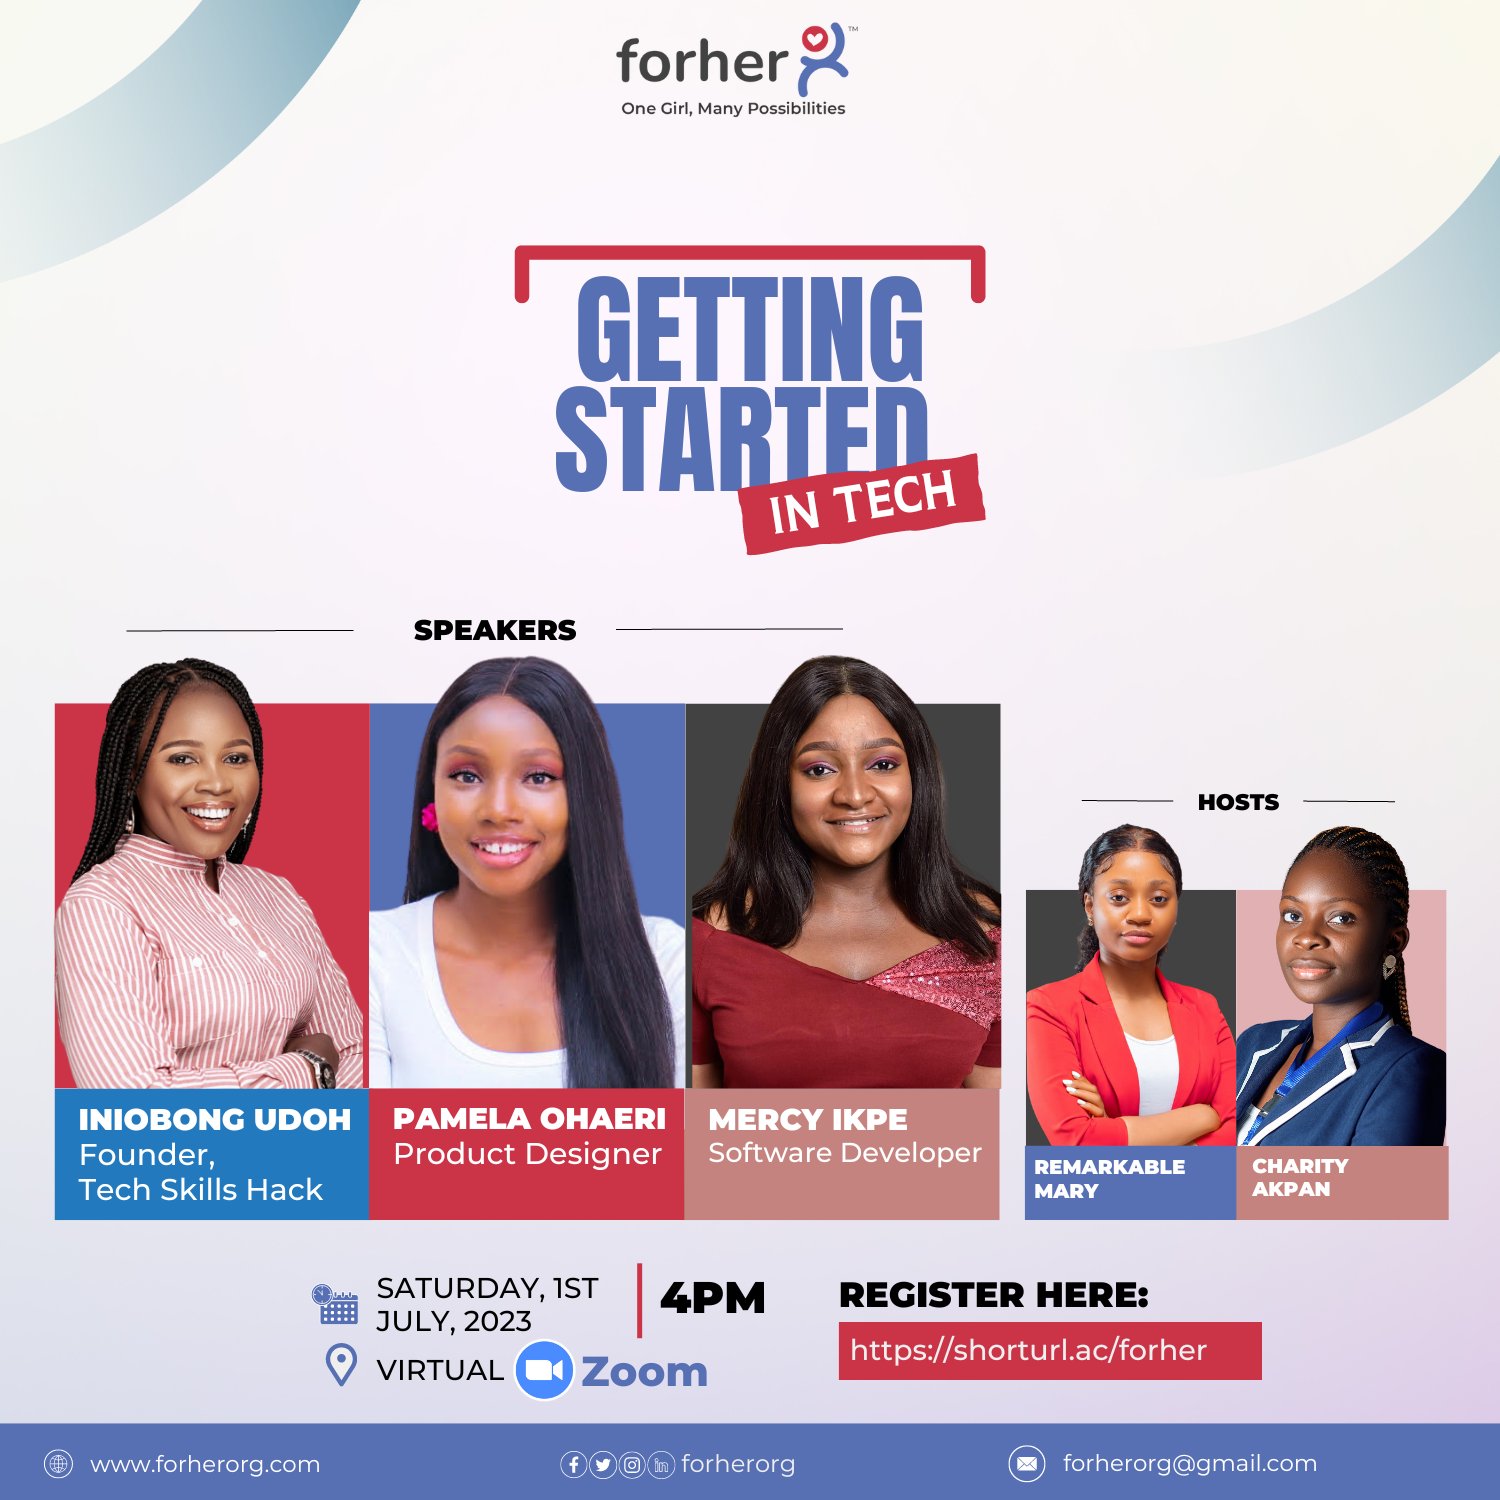 forher ™
One Girl, Many Possibilities
GETTING
STARTED
IN TECH
SPEAKERS
HOSTS
INIOBONG UDOH
Founder,
Tech Skills Hack
PAMELA OHAERI
Product Designer
MERCY IKPE
Software Developer
REMARKABLE
MARY
CHARITY
AKPAN
SATURDAY, 1ST
JULY, 2023
4PM
VIRTUAL Zoom
REGISTER HERE:
https://shorturl.ac/forher
www.forherorg.com
forherorg
forherorg@gmail.com